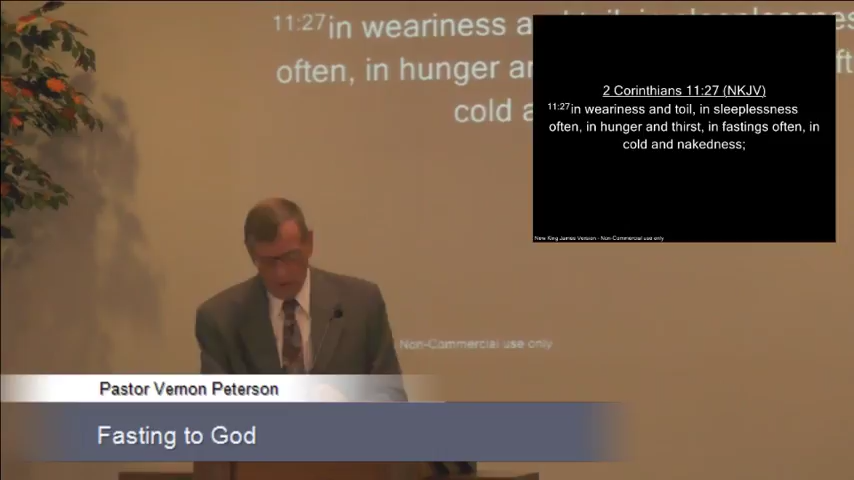 11:27in weariness a
often, in hunger ar
cold a
2 Corinthians 11:27 (NKJV)
11:27in weariness and toil, in sleeplessness
often, in hunger and thirst, in fastings often, in
cold and nakedness;
New King James Version - Non-Commercial use only
Non-Commercial use only
Pastor Vernon Peterson
Fasting to God